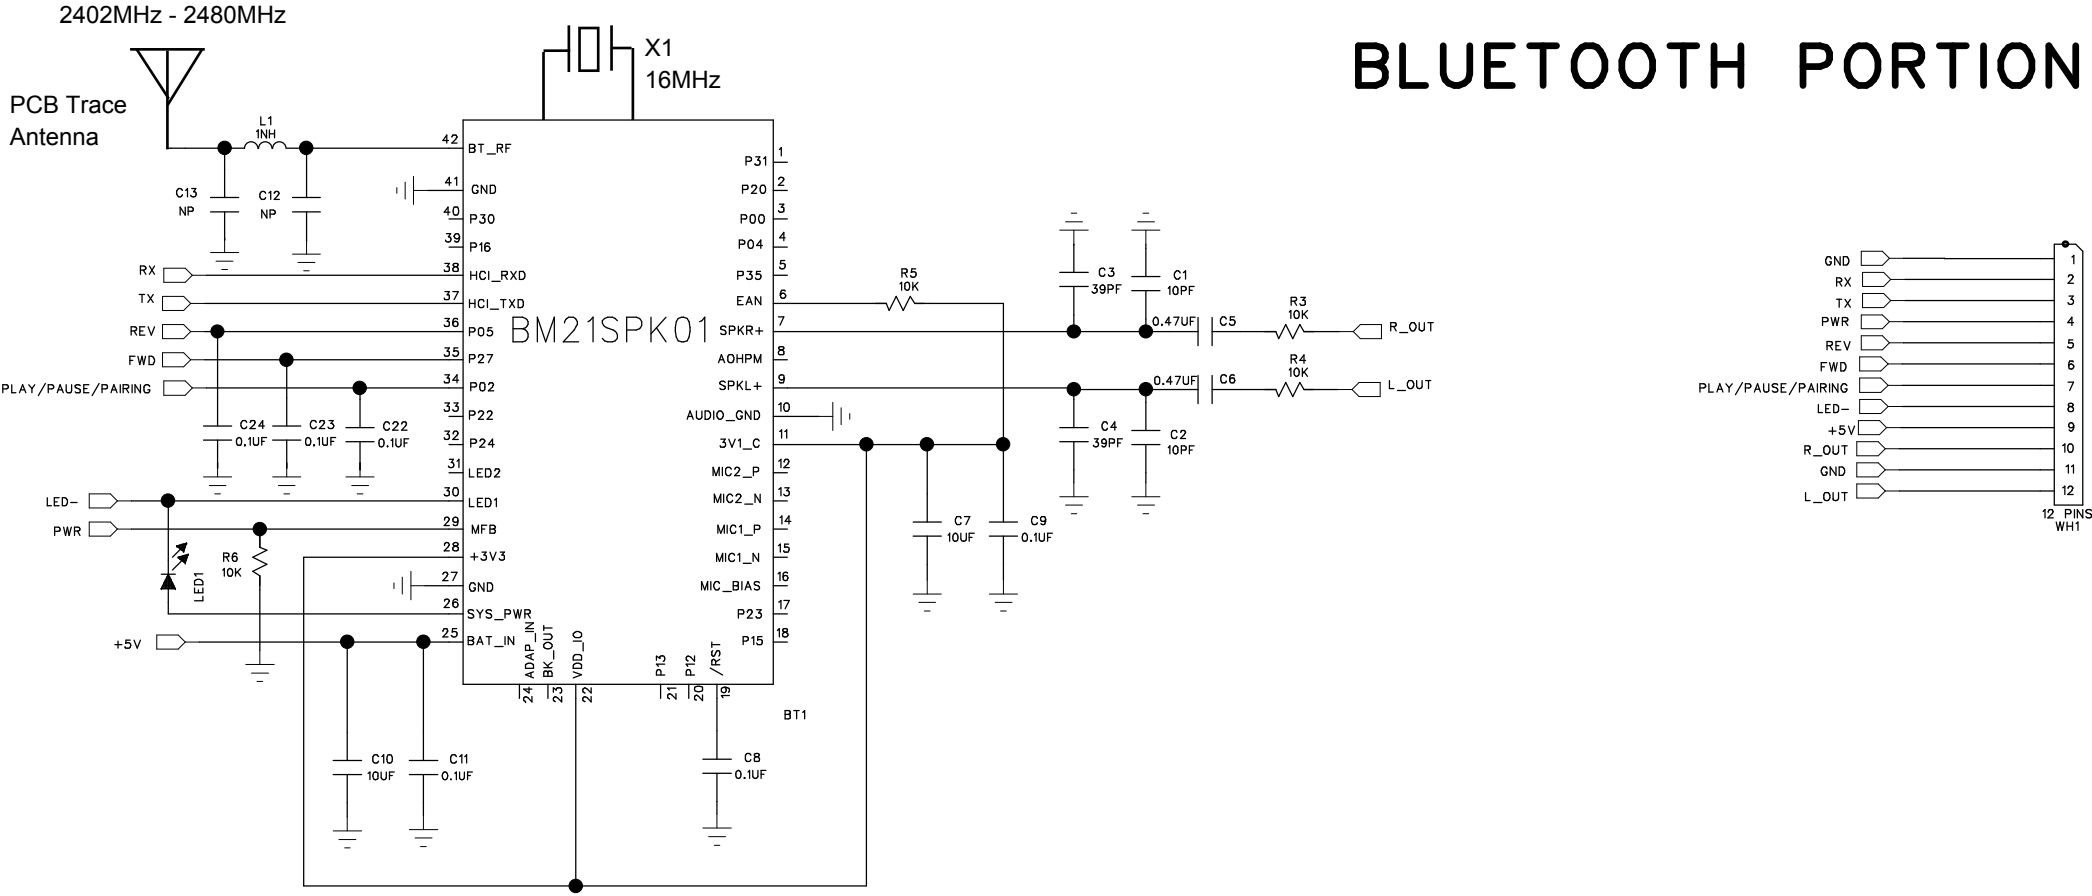 2402MHz - 2480MHz
BLUETOOTH PORTION
X1
16MHz
PCB Trace
Antenna
L1
1NH
C13
NP
C12
NP
RX
TX
REV
FWD
PLAY/PAUSE/PAIRING
C24
0.1UF
C23
0.1UF
C22
0.1UF
LED-
PWR
R6
10K
LED1
+5V
C10
10UF
C11
0.1UF
42 BT_RF
41 GND
40 P30
39 P16
38 HCI_RXD
37 HCI_TXD
36 P05
35 P27
34 P02
33 P22
32 P24
31 LED2
30 LED1
29 MFB
28 +3V3
27 GND
26 SYS_PWR
25 BAT_IN
BM21SPK01
24 ADAP_IN
23 BK_OUT
22 VDD_IO
21 P13
20 P12
19 /RST
P31 1
P20 2
P00 3
P04 4
P35 5
EAN 6
SPKR+ 7
AOHPM 8
SPKL+ 9
AUDIO_GND 10
3V1_C 11
MIC2_P 12
MIC2_N 13
MIC1_P 14
MIC1_N 15
MIC_BIAS 16
P23 17
P15 18
BT1
C8
0.1UF
R5
10K
C3
39PF
C1
10PF
0.47UF C5
R3
10K
R_OUT
0.47UF C6
R4
10K
L_OUT
C4
39PF
C2
10PF
C7
10UF
C9
0.1UF
GND 1
RX 2
TX 3
PWR 4
REV 5
FWD 6
PLAY/PAUSE/PAIRING 7
LED- 8
+5V 9
R_OUT 10
GND 11
L_OUT 12
12 PINS
WH1